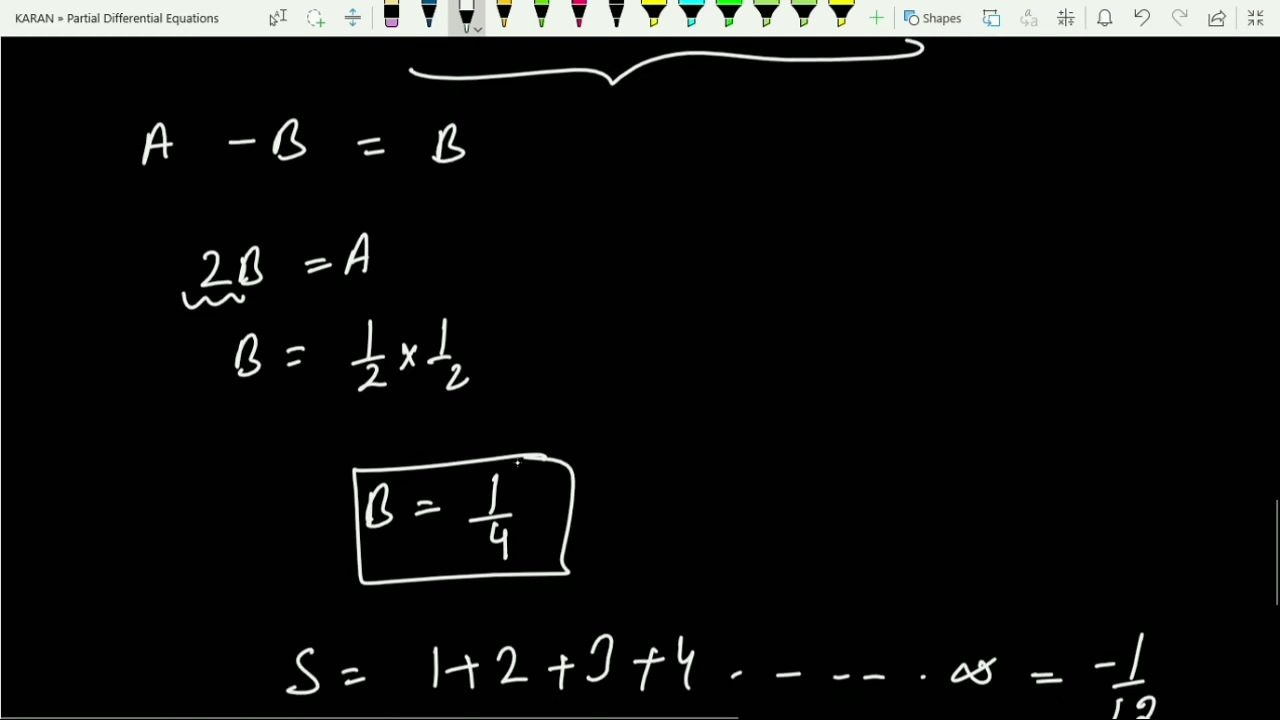 KARAN » Partial Differential Equations Shapes
A - B = B
2B = A
B = 1/2 × 1/2
B = 1/4
S = 1+2+3+4 . - -- . ∞ = -1/12